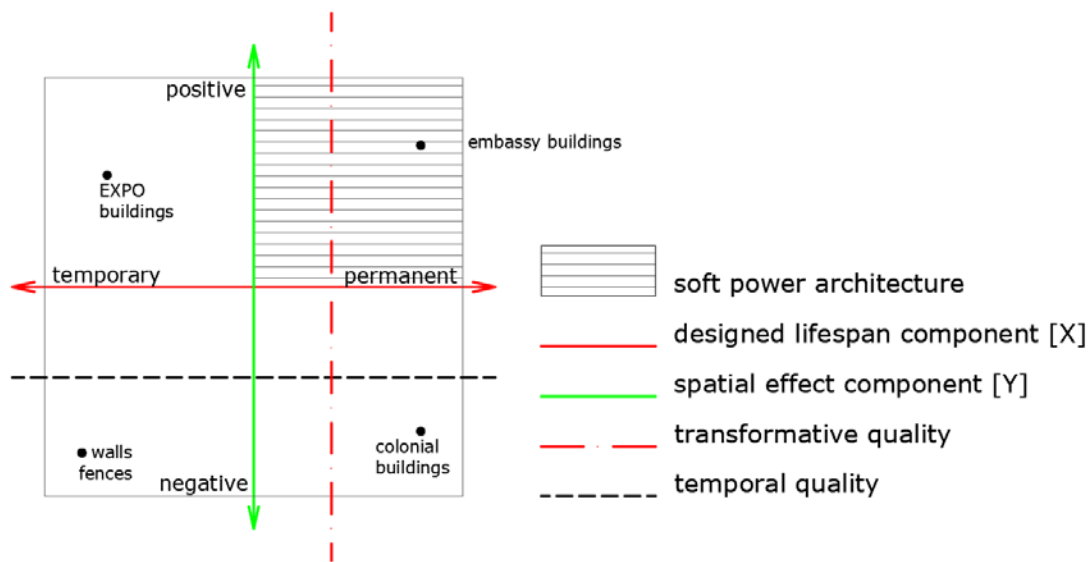 positive
embassy buildings
EXPO
buildings
temporary
permanent
walls
fences
colonial
buildings
negative
soft power architecture
designed lifespan component [X]
spatial effect component [Y]
transformative quality
temporal quality